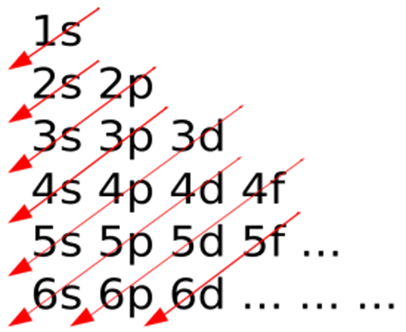 1s
2s 2p
3s 3p 3d
4s 4p 4d 4f
5s 5p 5d 5f ...
6s 6p 6d ... ... ...